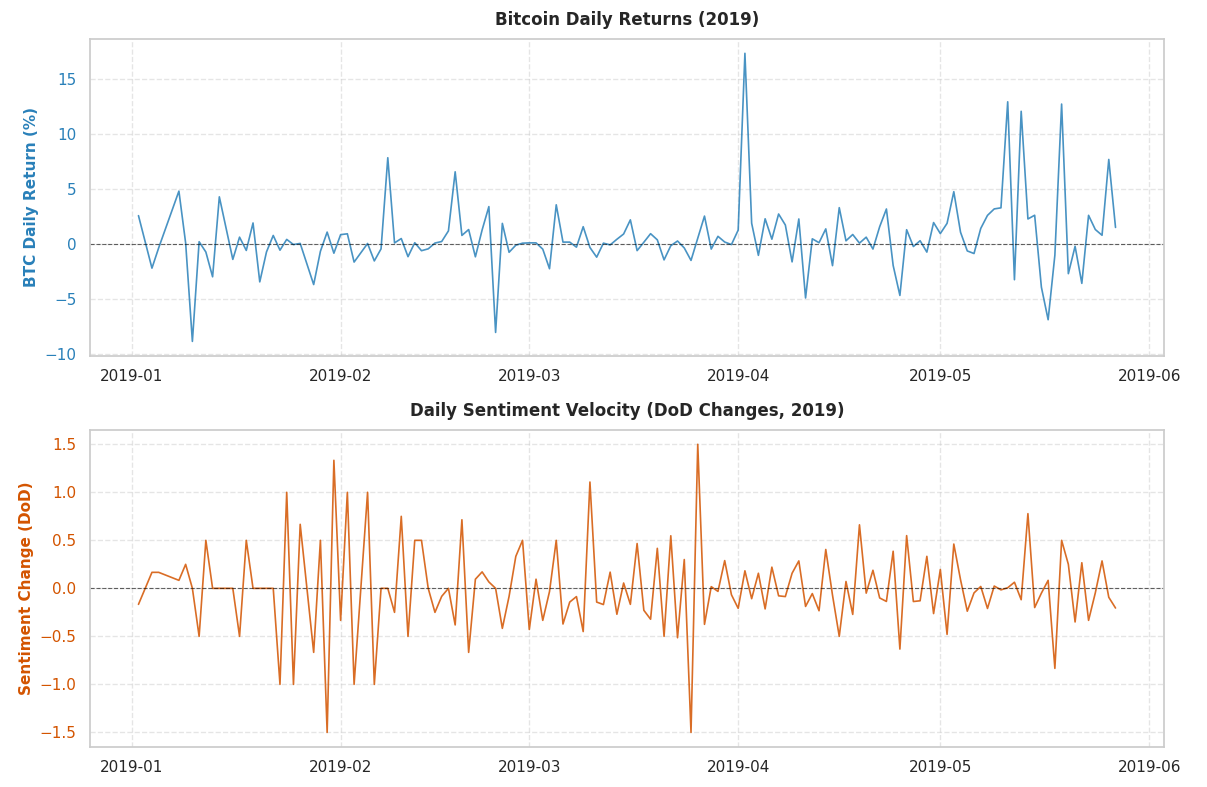 Bitcoin Daily Returns (2019)
BTC Daily Return (%)
15
10
5
0
−5
−10
2019-01 2019-02 2019-03 2019-04 2019-05 2019-06
Daily Sentiment Velocity (DoD Changes, 2019)
Sentiment Change (DoD)
1.5
1.0
0.5
0.0
−0.5
−1.0
−1.5
2019-01 2019-02 2019-03 2019-04 2019-05 2019-06